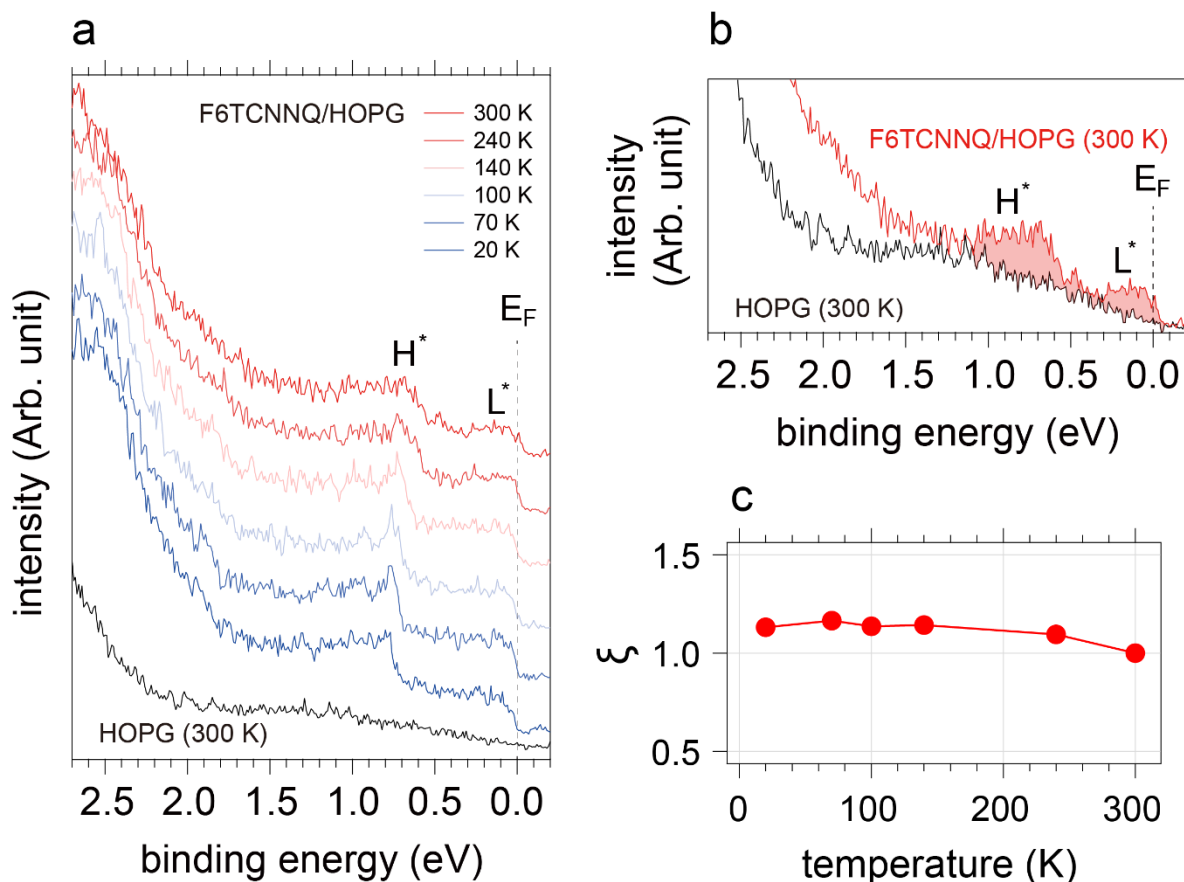 a
F6TCNNQ/HOPG
300 K
240 K
140 K
100 K
70 K
20 K
E_F
H*
L*
HOPG (300 K)
intensity (Arb. unit)
2.5 2.0 1.5 1.0 0.5 0.0
binding energy (eV)
b
F6TCNNQ/HOPG (300 K)
E_F
H*
L*
HOPG (300 K)
intensity
(Arb. unit)
2.5 2.0 1.5 1.0 0.5 0.0
binding energy (eV)
c
1.5
1.0
0.5
ξ
0 100 200 300
temperature (K)